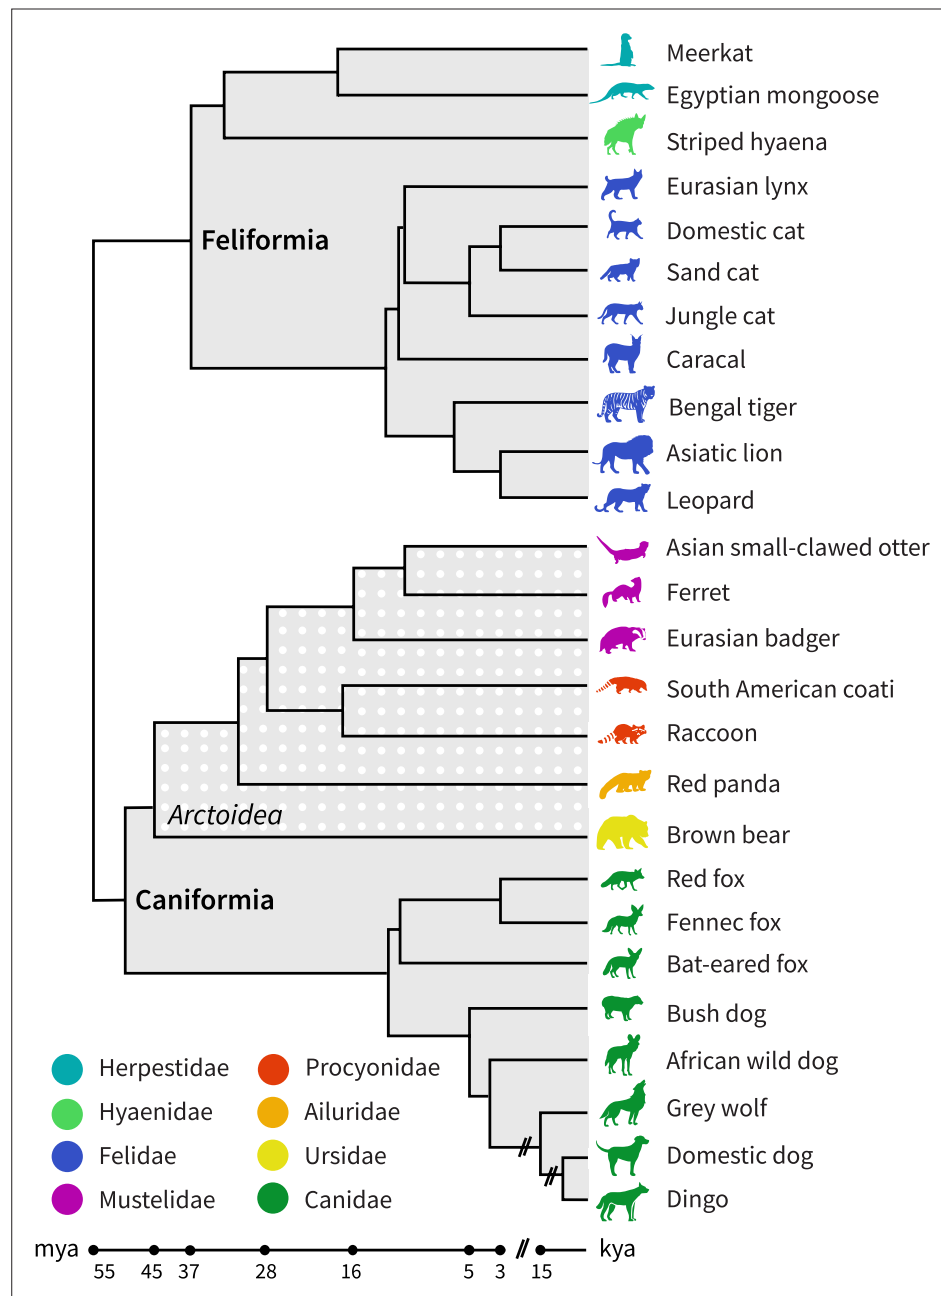 Meerkat
Egyptian mongoose
Striped hyaena
Eurasian lynx
Domestic cat
Feliformia
Sand cat
Jungle cat
Caracal
Bengal tiger
Asiatic lion
Leopard
Asian small-clawed otter
Ferret
Eurasian badger
South American coati
Raccoon
Red panda
Arctoidea
Brown bear
Red fox
Caniformia
Fennec fox
Bat-eared fox
Bush dog
African wild dog
Grey wolf
Domestic dog
Dingo
Herpestidae Procyonidae
Hyaenidae Ailuridae
Felidae Ursidae
Mustelidae Canidae
mya kya
55 45 37 28 16 5 3 15